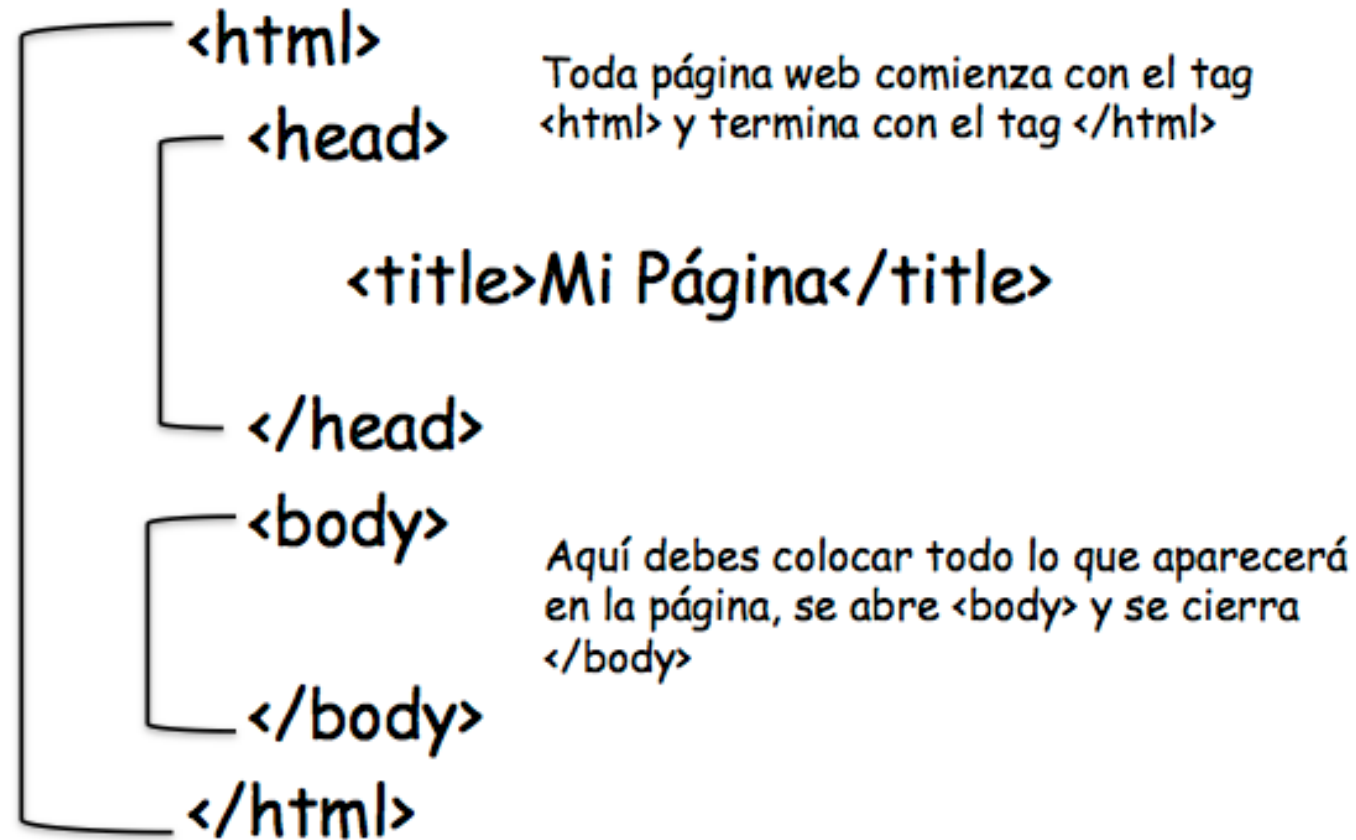 <html>
Toda página web comienza con el tag
<html> y termina con el tag </html>
<head>
<title>Mi Página</title>
</head>
<body>
Aquí debes colocar todo lo que aparecerá
en la página, se abre <body> y se cierra
</body>
</body>
</html>